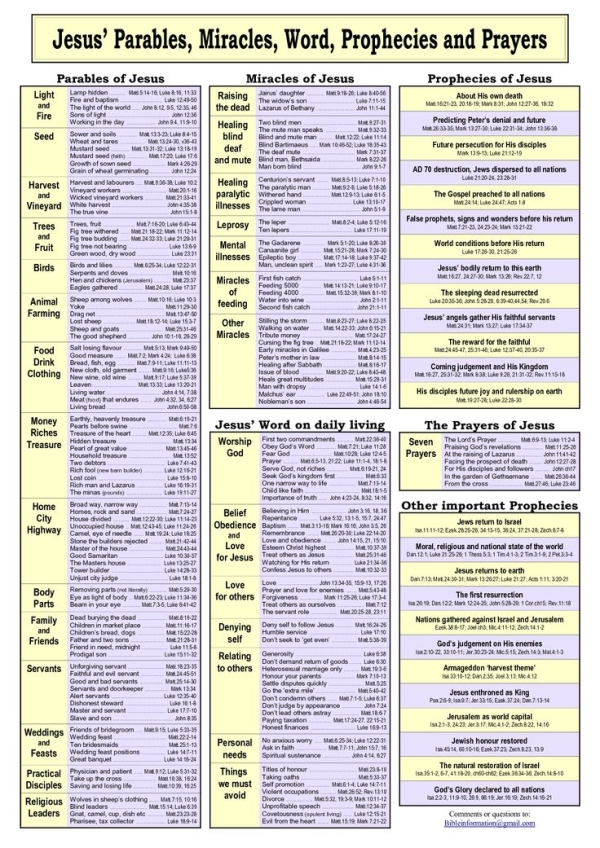 Jesus' Parables, Miracles, Word, Prophecies and Prayers
Parables of Jesus
Light and Fire
Lamp hidden Matt.5:14-16; Luke 8:16, 11:33
Fire and baptism Luke 12:49-50
The light of the world John 8:12, 9:5, 12:35, 46
Sons of light John 12:36
Working in the day John 9:4, 11:9
Seed
Sower and soils Matt.13:3-23; Luke 8:4-15
Wheat and tares Matt.13:24-30, v36-43
Mustard seed Matt.13:31-32; Luke 13:18-19
Mustard seed (faith) Matt.17:20; Luke 17:6
Growth of sown seed Mark 4:26-29
Grain of wheat germinating John 12:24
Harvest and Vineyard
Harvest and labourers Matt.9:36-38; Luke 10:2
Vineyard workers Matt.20:1-16
Wicked vineyard workers Matt.21:33-41
White harvest John 4:35-38
The true vine John 15:1-8
Trees and Fruit
Trees, fruit Matt.7:16-20; Luke 6:43-44
Fig tree withered Matt.21:18-22; Mark 11:12-14
Fig tree budding Matt.24:32-33; Luke 21:29-31
Fig tree not bearing Luke 13:6-9
Green wood, dry wood Luke 23:31
Birds
Birds and lilies Matt.6:25-34; Luke 12:22-31
Serpents and doves Matt.10:16
Hen and chickens (Jerusalem) Matt.23:37
Eagles gathered Matt.24:28; Luke 17:37
Animal Farming
Sheep among wolves Matt.10:16; Luke 10:3
Yoke Matt.11:29-30
Drag net Matt.13:47-50
Lost sheep Matt.18:12-14; Luke 15:3-7
Sheep and goats Matt.25:31-46
The good shepherd John 10:1-18, 26-29
Food Drink Clothing
Salt losing flavour Matt.5:13; Mark 9:49-50
Good measure Matt.7:2; Mark 4:24; Luke 6:38
Bread, fish, egg Matt.7:9-11; Luke 11:11-13
New cloth, old garment Matt.9:16; Luke 5:36
New wine, old wine Matt.9:17; Luke 5:37-39
Leaven Matt.13:33; Luke 13:20-21
Living water John 4:14, 7:38
Meat (food) that endures John 4:32, 34, 6:27
Living bread John 6:50-58
Money Riches Treasure
Earthly, heavenly treasure Matt.6:19-21
Pearls before swine Matt.7:6
Treasure of the heart Matt.12:35; Luke 6:45
Hidden treasure Matt.13:44
Pearl of great value Matt.13:45-46
Household treasure Matt.13:52
Two debtors Luke 7:41-43
Rich fool (new barn builder) Luke 12:15-21
Lost coin Luke 15:8-10
Rich man and Lazarus Luke 16:19-31
The minas (pounds) Luke 19:11-27
Home City Highway
Broad way, narrow way Matt.7:13-14
Homes, rock and sand Matt.7:24-27
House divided Matt.12:22-30; Luke 11:14-23
Unoccupied house Matt.12:43-45; Luke 11:24-26
Camel, eye of needle Matt.19:24; Luke 18:25
Stone the builders rejected Matt.21:42-44
Master of the house Matt.24:43-44
Good Samaritan Luke 10:30-37
The Masters house Luke 13:25-27
Tower builder Luke 14:28-33
Unjust city judge Luke 18:1-8
Body Parts
Removing parts (not literally) Matt.5:29-30
Eye as light of body Matt.6:22-23; Luke 11:34-36
Beam in your eye Matt.7:3-5; Luke 6:41-42
Family and Friends
Dead burying the dead Matt.8:19-22
Children in market place Matt.11:16-17
Children's bread, dogs Matt.15:22-28
Father and two sons Matt.21:28-31
Friend in need, midnight Luke 11:5-8
Prodigal son Luke 15:11-32
Servants
Unforgiving servant Matt.18:23-35
Faithful and evil servant Matt.24:45-51
Good and bad servants Matt.25:14-30
Servants and doorkeeper Mark 13:34
Alert servants Luke 12:35-40
Dishonest steward Luke 16:1-8
Master and servant Luke 17:7-10
Slave and son John 8:35
Weddings and Feasts
Friends of bridegroom Matt.9:15; Luke 5:33-35
Wedding feast Matt.22:2-14
Ten bridesmaids Matt.25:1-13
Wedding feast positions Luke 14:7-11
Great banquet Luke 14:16-24
Practical Disciples
Physician and patient Matt.9:12; Luke 5:31-32
Take up the cross Matt.10:38, 16:24
Saving and losing life Matt.10:39, 16:25
Religious Leaders
Wolves in sheep's clothing Matt.7:15, 10:16
Blind leaders Matt.15:14; Luke 6:39
Gnat, camel, cup, dish etc Matt.23:23-28
Pharisee, tax collector Luke 18:9-14
Miracles of Jesus
Raising the dead
Jairus' daughter Matt.9:18-26; Luke 8:40-56
The widow's son Luke 7:11-15
Lazarus of Bethany John 11:1-44
Healing blind deaf and mute
Two blind men Matt.9:27-31
The mute man speaks Matt.9:32-33
Blind and mute man Matt.12:22; Luke 11:14
Blind Bartimaeus Mark 10:46-52; Luke 18:35-43
The deaf mute Mark 7:31-37
Blind man, Bethsaida Mark 8:22-26
Man born blind John 9:1-7
Healing paralytic illnesses
Centurion's servant Matt.8:5-13; Luke 7:1-10
The paralytic man Matt.9:2-8; Luke 5:18-26
Withered hand Matt.12:9-13; Luke 6:1-5
Crippled woman Luke 13:10-17
The lame man John 5:1-9
Leprosy
The leper Matt.8:2-4; Luke 5:12-16
Ten lepers Luke 17:11-19
Mental illnesses
The Gadarene Mark 5:1-20; Luke 8:26-38
Canaanite girl Matt.15:21-28; Mark 7:24-30
Epileptic boy Matt.17:14-18; Luke 9:37-42
Man, unclean spirit Mark 1:23-27; Luke 4:31-36
Miracles of feeding
First fish catch Luke 5:1-11
Feeding 5000 Matt.14:13-21; Luke 9:10-17
Feeding 4000 Matt.15:32-38; Mark 8:1-10
Water into wine John 2:1-11
Second fish catch John 21:1-11
Other Miracles
Stilling the storm Matt.8:23-27; Luke 8:22-25
Walking on water Matt.14:22-33; John 6:15-21
Tribute money Matt.17:24-27
Cursing the fig tree Matt.21:18-22; Mark 11:12-14
Early miracles in Galilee Matt.4:23-25
Peter's mother in law Matt.8:14-15
Healing after Sabbath Matt.8:16-17
Issue of blood Matt.9:20-22; Luke 8:43-48
Heals great multitudes Matt.15:29-31
Man with dropsy Luke 14:1-6
Malchus' ear Luke 22:49-51; John 18:10
Nobleman's son John 4:46-54
Jesus' Word on daily living
Worship God
First two commandments Matt.22:36-40
Obey God's Word Matt.7:21; Luke 11:28
Fear God Matt.10:28; Luke 12:4-5
Prayer Matt.6:5-13, 21:22; Luke 11:1-4, 18:1-8
Serve God, not riches Matt.6:19-21, 24
Seek God's kingdom first Matt.6:33
One narrow way to life Matt.7:13-14
Child like faith Matt.18:1-5
Importance of truth John 4:23-24, 8:32, 14:16
Belief Obedience and Love for Jesus
Believing in Him John 3:16, 18, 36
Repentance Luke 5:32, 13:1-5, 15:7, 24:47
Baptism Matt.3:13-16; Mark 16:16; John 3:5, 26
Remembrance Matt.26:20-30; Luke 22:14-20
Love and obedience John 14:15, 21, 15:10
Esteem Christ highest Matt.10:37-38
Treat others as Jesus Matt.25:31-46
Watching for His return Luke 21:34-36
Confess Jesus to others Matt.10:32-33
Love for others
Love John 13:34-35, 15:9-13, 17:26
Prayer and love for enemies Matt.5:43-48
Forgiveness Mark 11:25-26; Luke 17:3-4
Treat others as ourselves Matt.7:12
The servant role Matt.20:25-28, 23:11
Denying self
Deny self to follow Jesus Matt.16:24-26
Humble service Luke 17:10
Don't seek to 'get even' Matt.5:38-39
Relating to others
Generosity Luke 6:38
Don't demand return of goods Luke 6:30
Heterosexual marriage only Matt.19:3-6
Honour your parents Mark 7:10-13
Settle disputes quickly Matt.5:25
Go the 'extra mile' Matt.5:40-42
Don't condemn others Matt.7:1-5; Luke 6:37
Don't judge by appearance John 7:24
Don't lead others astray Matt.18:6-7
Paying taxation Matt.17:24-27, 22:15-21
Honest finances Luke 16:9-13
Personal needs
No anxious worry Matt.6:25-34; Luke 12:22-31
Ask in faith Matt.7:7-11; John 15:7, 16
Spiritual sustenance John 4:14, 6:27
Things we must avoid
Titles of honour Matt.23:8-18
Taking oaths Matt.5:33-37
Self promotion Matt.6:1-4; Luke 14:7-11
Violent occupations Matt.26:52; Rev.13:10
Divorce Matt.5:32, 19:3-9; Mark 10:11-12
Unprofitable speech Matt.12:34-37
Covetousness (opulent living) Luke 12:15-21
Evil from the heart Matt.15:19; Mark 7:21-22
Prophecies of Jesus
About His own death
Matt.16:21-23, 20:18-19; Mark 8:31; John 12:27-36, 18:32
Predicting Peter's denial and future
Matt.26:33-35; Mark 13:27-30; Luke 22:31-34; John 13:36-38
Future persecution for His disciples
Mark 13:9-13; Luke 21:12-19
AD 70 destruction, Jews dispersed to all nations
Luke 21:20-24, 23:28-31
The Gospel preached to all nations
Matt.24:14; Luke 24:47; Acts 1:8
False prophets, signs and wonders before his return
Matt.7:21-23, 24:23-24; Mark 13:21-22
World conditions before His return
Luke 17:26-30, 21:25-26
Jesus' bodily return to this earth
Matt.16:27, 24:27-30; Mark 13:26; Rev.22:7, 12
The sleeping dead resurrected
Luke 20:35-36; John 5:28-29, 6:39-40,44,54; Rev.20:6
Jesus' angels gather His faithful servants
Matt.24:31; Mark 13:27; Luke 17:34-37
The reward for the faithful
Matt.24:45-47, 25:31-46; Luke 12:37-40; 20:35-37
Coming judgement and His Kingdom
Matt.16:27, 25:31-32; Mark 8:38; Luke 9:26, 21:31-32; Rev.11:15-18
His disciples future joy and rulership on earth
Matt.19:27-28; Luke 22:28-30
The Prayers of Jesus
Seven Prayers
The Lord's Prayer Matt.6:9-13; Luke 11:2-4
Praising God's revelations Matt.11:25-26
At the raising of Lazarus John 11:41-42
Facing the prospect of death John 12:27-28
For His disciples and followers John ch17
In the garden of Gethsemane Matt.26:36-44
From the cross Matt.27:46; Luke 23:46
Other important Prophecies
Jews return to Israel
Isa.11:11-12; Ezek.28:25-26, 34:13-15, 36:24, 37:21-28; Zech.8:7-8
Moral, religious and national state of the world
Dan.12:1; Luke 21:25-26; 1 Thess 5:3; 1 Tim.4:1-3; 2 Tim.3:1-9; 2 Pet.3:3-4
Jesus returns to earth
Dan.7:13; Matt.24:30-31; Mark 13:26-27; Luke 21:27; Acts 1:11, 3:20-21
The first resurrection
Isa.26:19; Dan.12:2; Mark 12:24-25; John 5:28-29; 1 Cor.ch15; Rev.11:18
Nations gathered against Israel and Jerusalem
Ezek.38:8-17; Joel ch3; Mic.4:11-12; Zech.14:1-2
God's judgement on His enemies
Isa.2:10-22, 33:10-11; Jer.30:23-24; Mic.5:15; Zech.14:3; Mal.4:1-3
Armageddon 'harvest theme'
Isa.33:10-12; Dan.2:35; Joel 3:13; Mic.4:12
Jesus enthroned as King
Psa.2:6-9; Isa.9:7; Jer.33:15; Ezek.37:24; Dan.7:13-14
Jerusalem as world capital
Isa.2:1-3, 24:23; Jer.3:17; Mic.4:1-2; Zech.8:22, 14:16
Jewish honour restored
Isa.45:14, 60:10-16; Ezek.37:23; Zech.8:23, 13:9
The natural restoration of Israel
Isa.35:1-2, 6-7, 41:18-20, ch60-ch62; Ezek.36:34-36; Zech.14:8-10
God's Glory declared to all nations
Isa.2:2-3, 11:9-10, 26:9, 66:19; Jer.16:19; Zech.14:16-21
Comments or questions to:
Bibleinformation@gmail.com